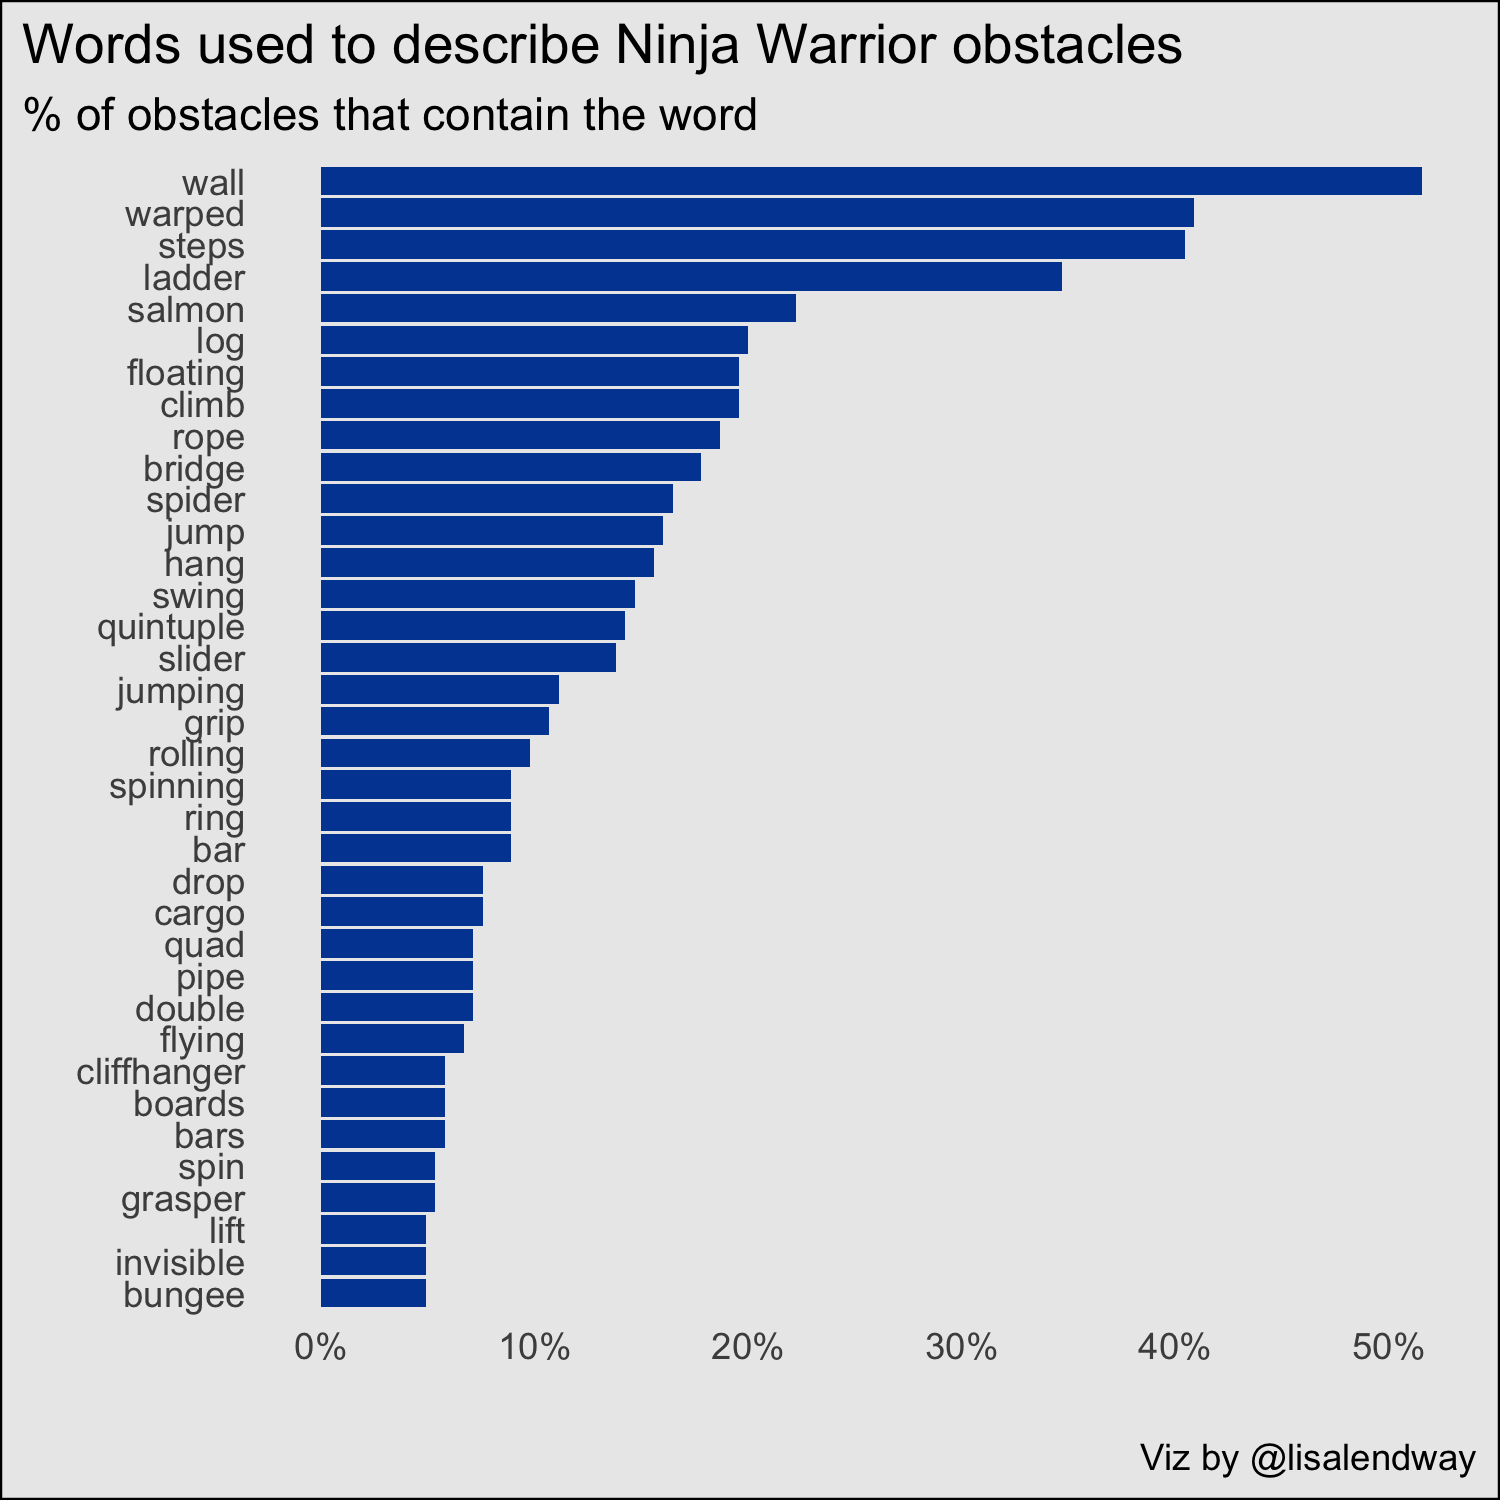 Words used to describe Ninja Warrior obstacles
% of obstacles that contain the word
wall
warped
steps
ladder
salmon
log
floating
climb
rope
bridge
spider
jump
hang
swing
quintuple
slider
jumping
grip
rolling
spinning
ring
bar
drop
cargo
quad
pipe
double
flying
cliffhanger
boards
bars
spin
grasper
lift
invisible
bungee
0% 10% 20% 30% 40% 50%
Viz by @lisalendway